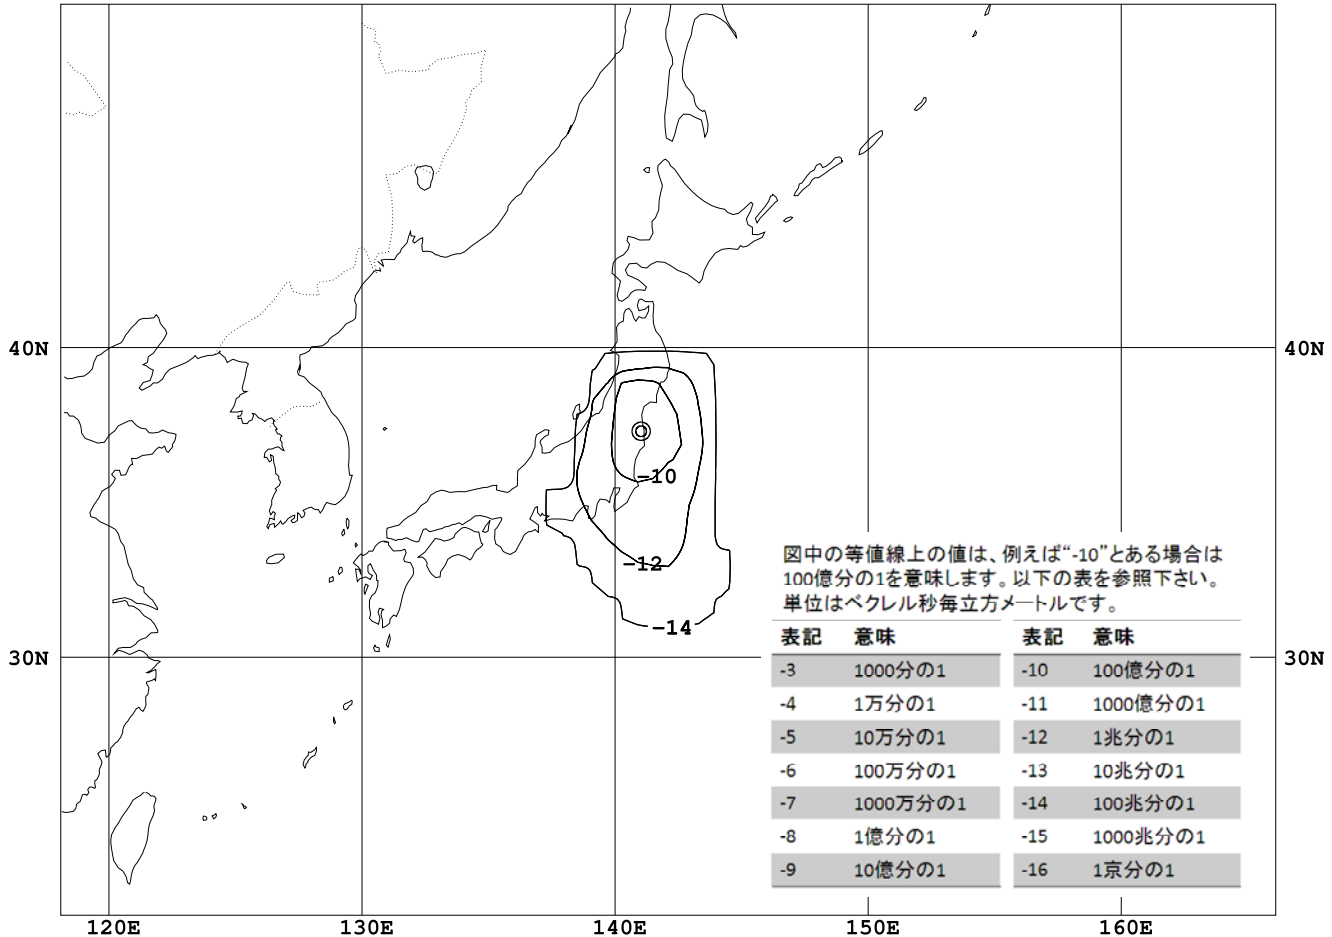 40N
40N
-10
-12
-14
図中の等値線上の値は、例えば“-10”とある場合は
100億分の1を意味します。以下の表を参照下さい。
単位はベクレル秒毎立方メートルです。
表記 意味 表記 意味
30N
30N
-3 1000分の1 -10 100億分の1
-4 1万分の1 -11 1000億分の1
-5 10万分の1 -12 1兆分の1
-6 100万分の1 -13 10兆分の1
-7 1000万分の1 -14 100兆分の1
-8 1億分の1 -15 1000兆分の1
-9 10億分の1 -16 1京分の1
120E 130E 140E 150E 160E